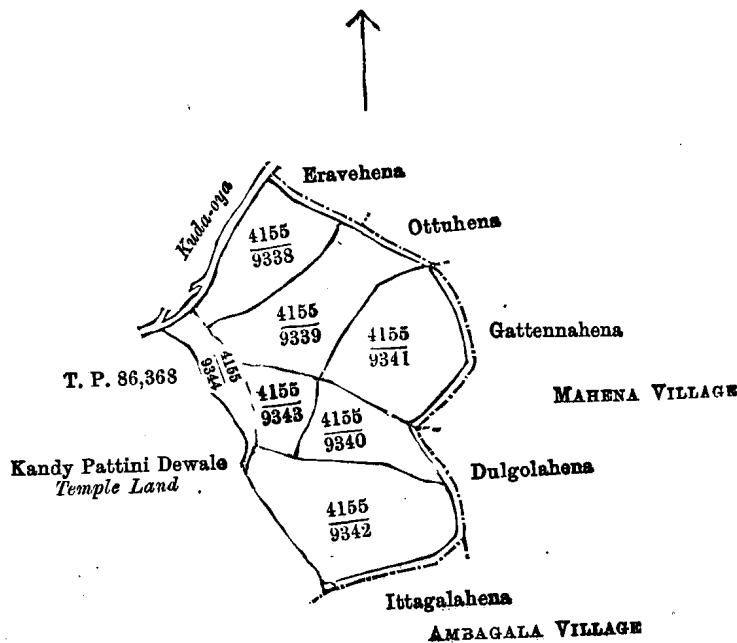 Eravehena
Kuda-oya
Ottuhena
4155
9338
4155
9339
Gattennahena
4155
9341
T. P. 86,368
4155
9344
4155
9343
MAHENA VILLAGE
4155
9340
Kandy Pattini Dewale
Temple Land
Dulgolahena
4155
9342
Ittagalahena
AMBAGALA VILLAGE